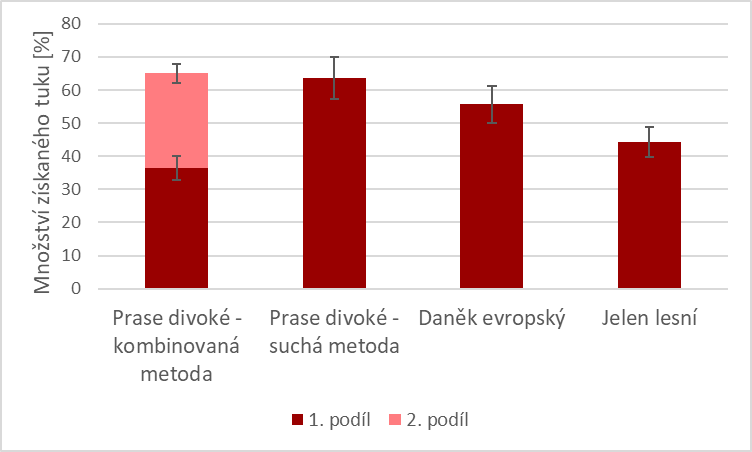 Množství získaného tuku [%]
80
70
60
50
40
30
20
10
0
Prase divoké -
kombinovaná
metoda
Prase divoké -
suchá metoda
Daněk evropský
Jelen lesní
1. podíl
2. podíl